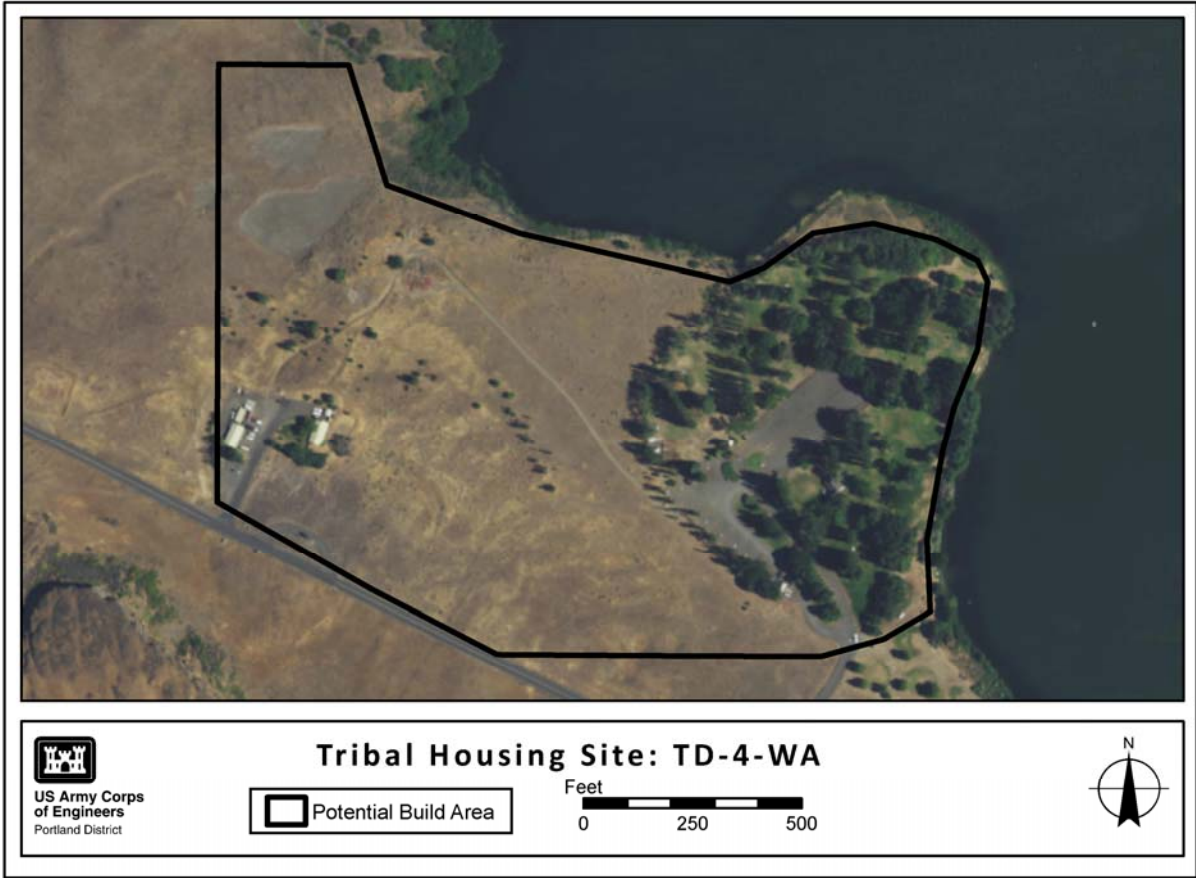 Tribal Housing Site: TD-4-WA
US Army Corps
of Engineers
Portland District
Potential Build Area
Feet
0 250 500
N